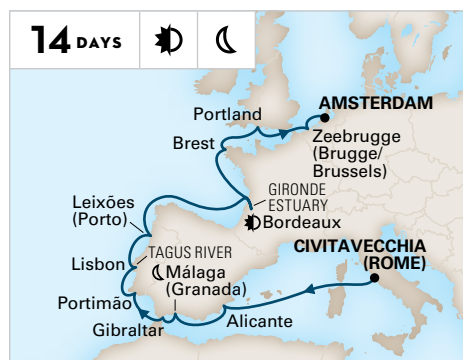 14 DAYS
Portland
AMSTERDAM
Zeebrugge
(Brugge/
Brussels)
Brest
GIRONDE
ESTUARY
Bordeaux
Leixões
(Porto)
CIVITAVECCHIA
(ROME)
TAGUS RIVER
Lisbon
Málaga
(Granada)
Portimão
Gibraltar
Alicante